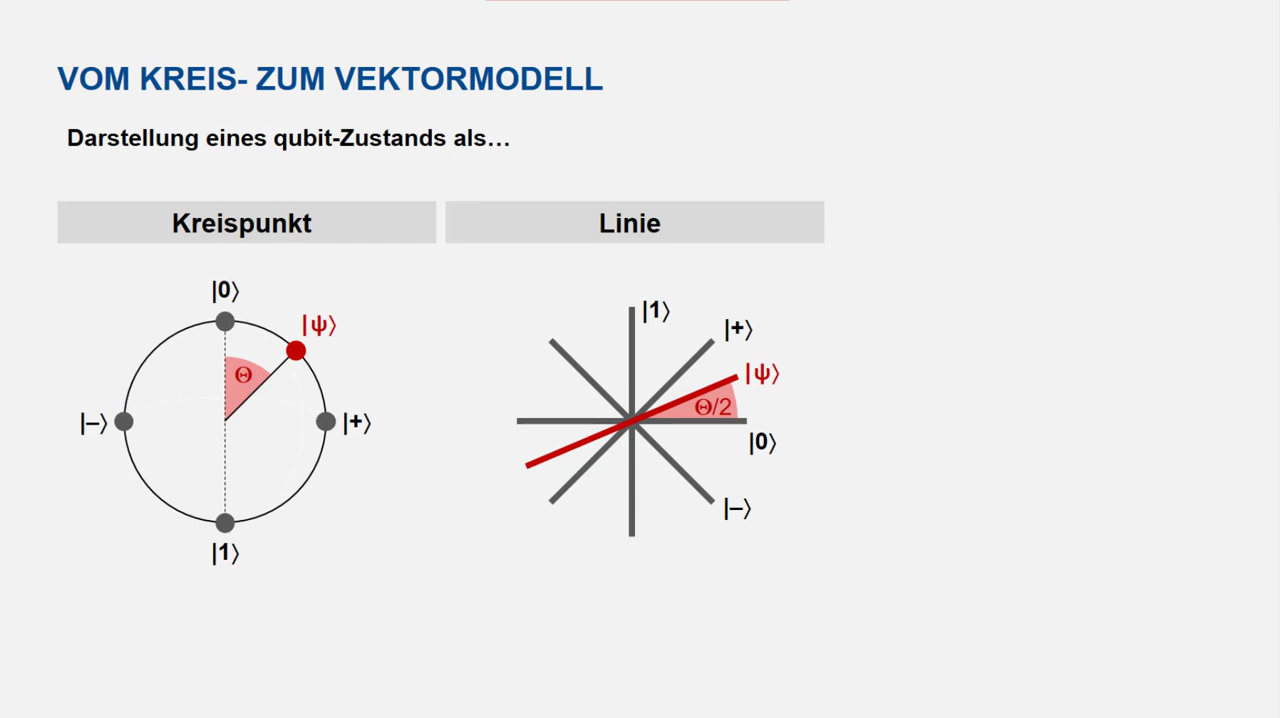 VOM KREIS- ZUM VEKTORMODELL
Darstellung eines qubit-Zustands als…
Kreispunkt
|0⟩
|ψ⟩
Θ
|–⟩
|+⟩
|1⟩
Linie
|1⟩
|+⟩
|ψ⟩
Θ/2
|0⟩
|–⟩